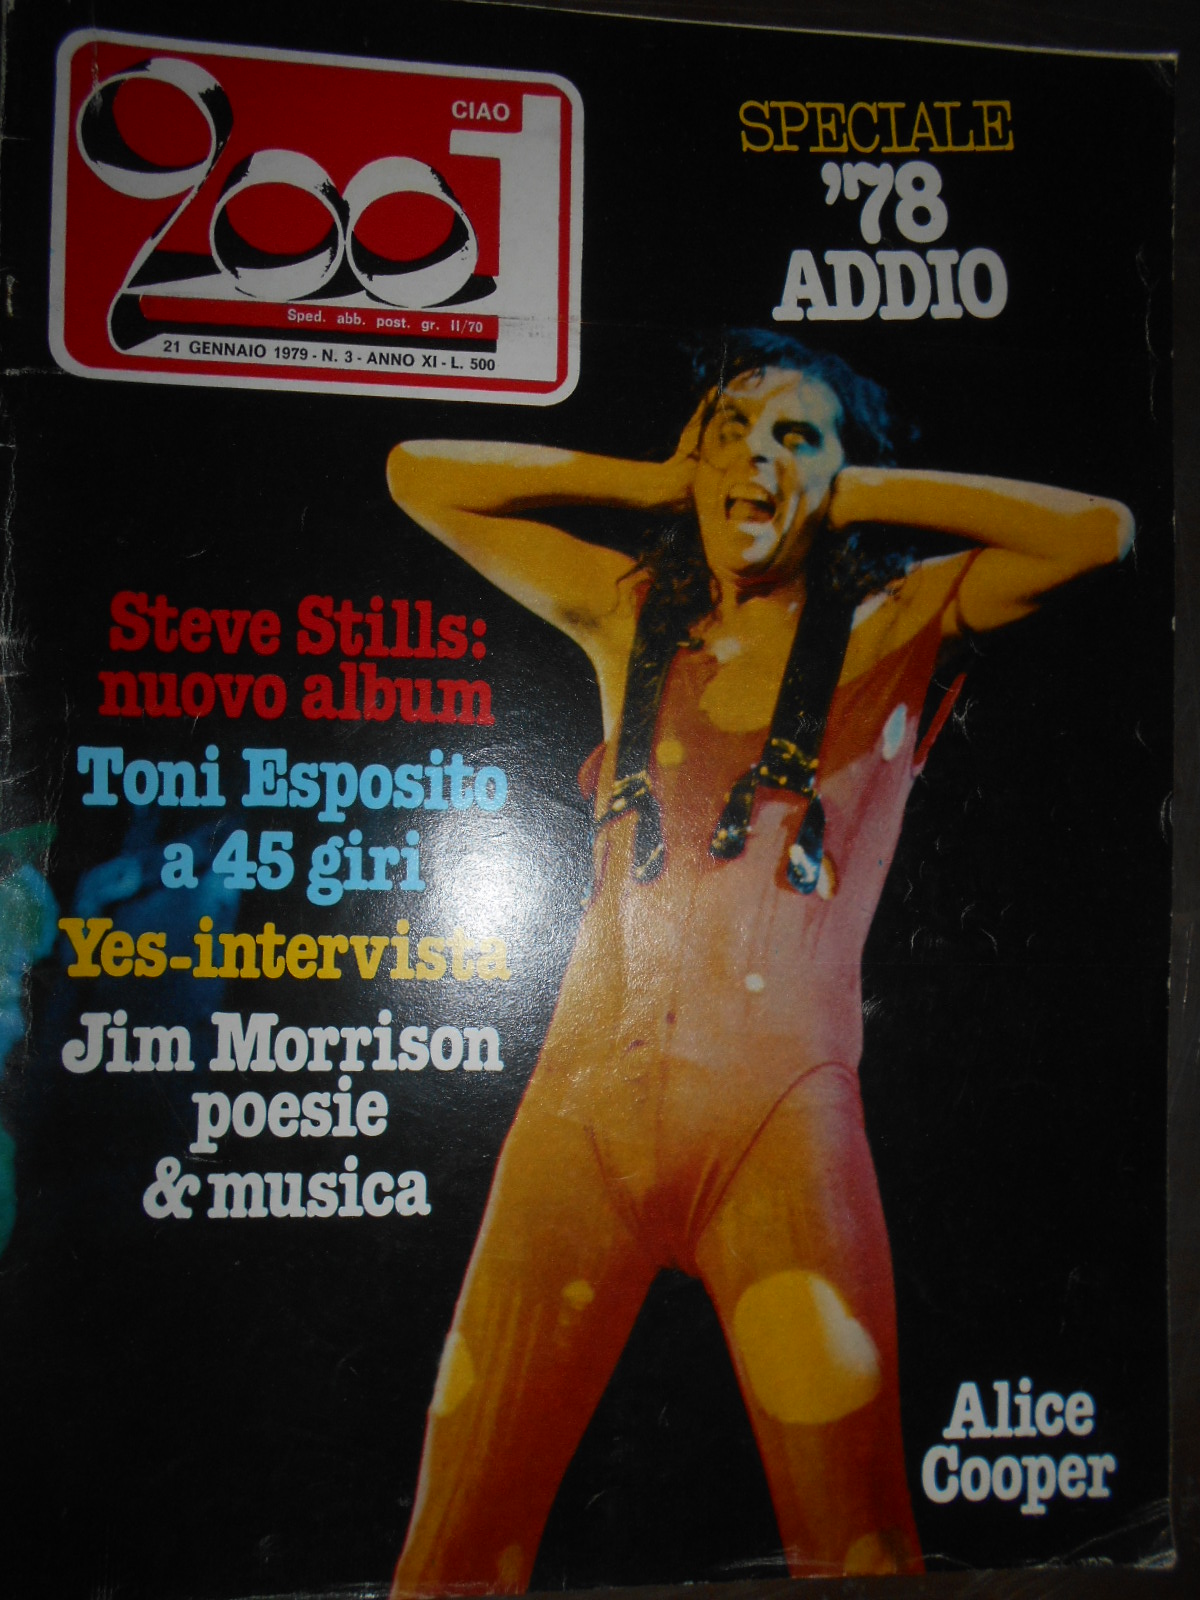 CIAO
2001
Sped. abb. post. gr. II/70
21 GENNAIO 1979 - N. 3 - ANNO XI - L. 500
SPECIALE
'78
ADDIO
Steve Stills:
nuovo album
Toni Esposito
a 45 giri
Yes-intervista
Jim Morrison
poesie
& musica
Alice
Cooper